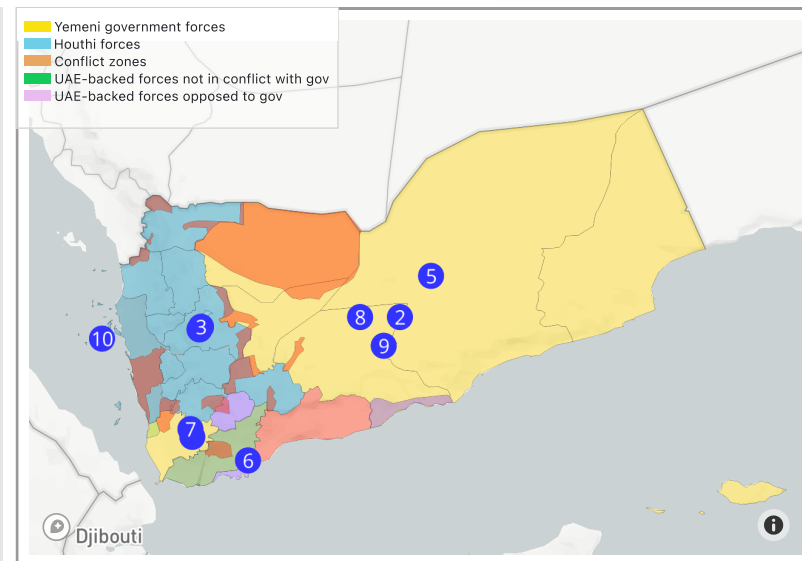 Yemeni government forces
Houthi forces
Conflict zones
UAE-backed forces not in conflict with gov
UAE-backed forces opposed to gov
5
8
2
3
10
9
7
6
Djibouti
i